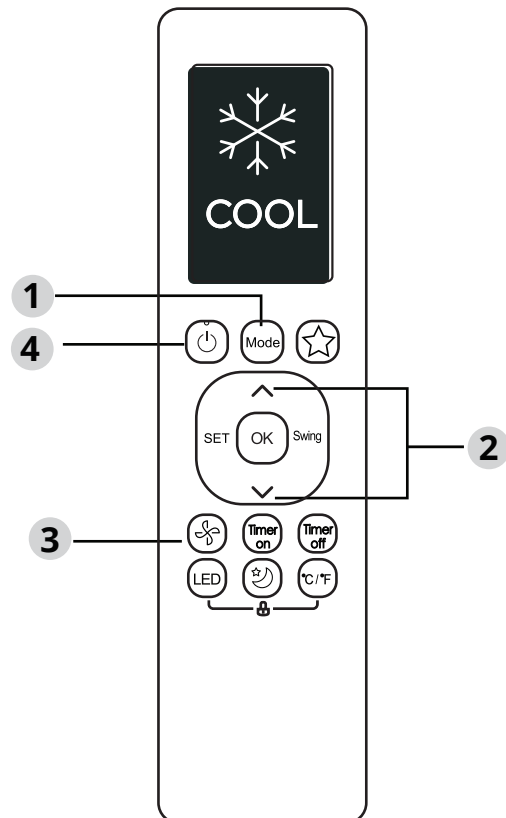 COOL
1
4
Mode
SET
OK
Swing
2
3
Timer
on
Timer
off
LED
°C/°F